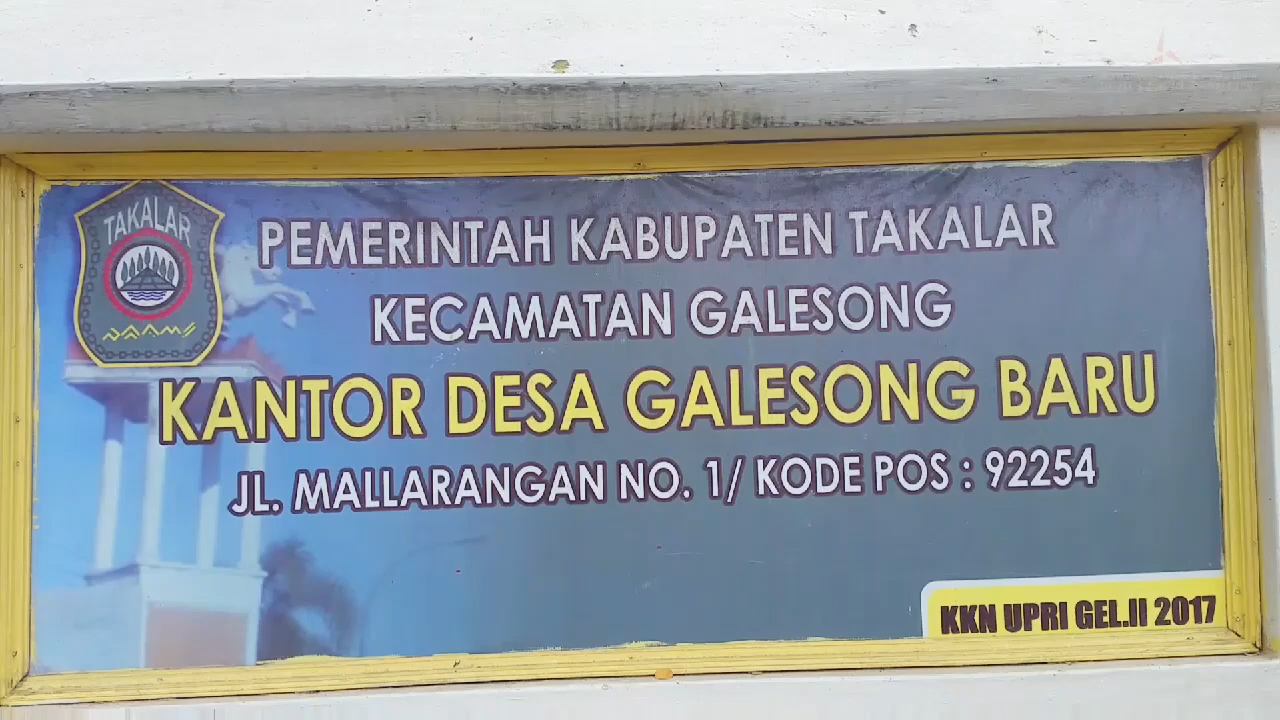 TAKALAR
PEMERINTAH KABUPATEN TAKALAR
KECAMATAN GALESONG
KANTOR DESA GALESONG BARU
JL. MALLARANGAN NO. 1/ KODE POS : 92254
KKN UPRI GEL.II 2017